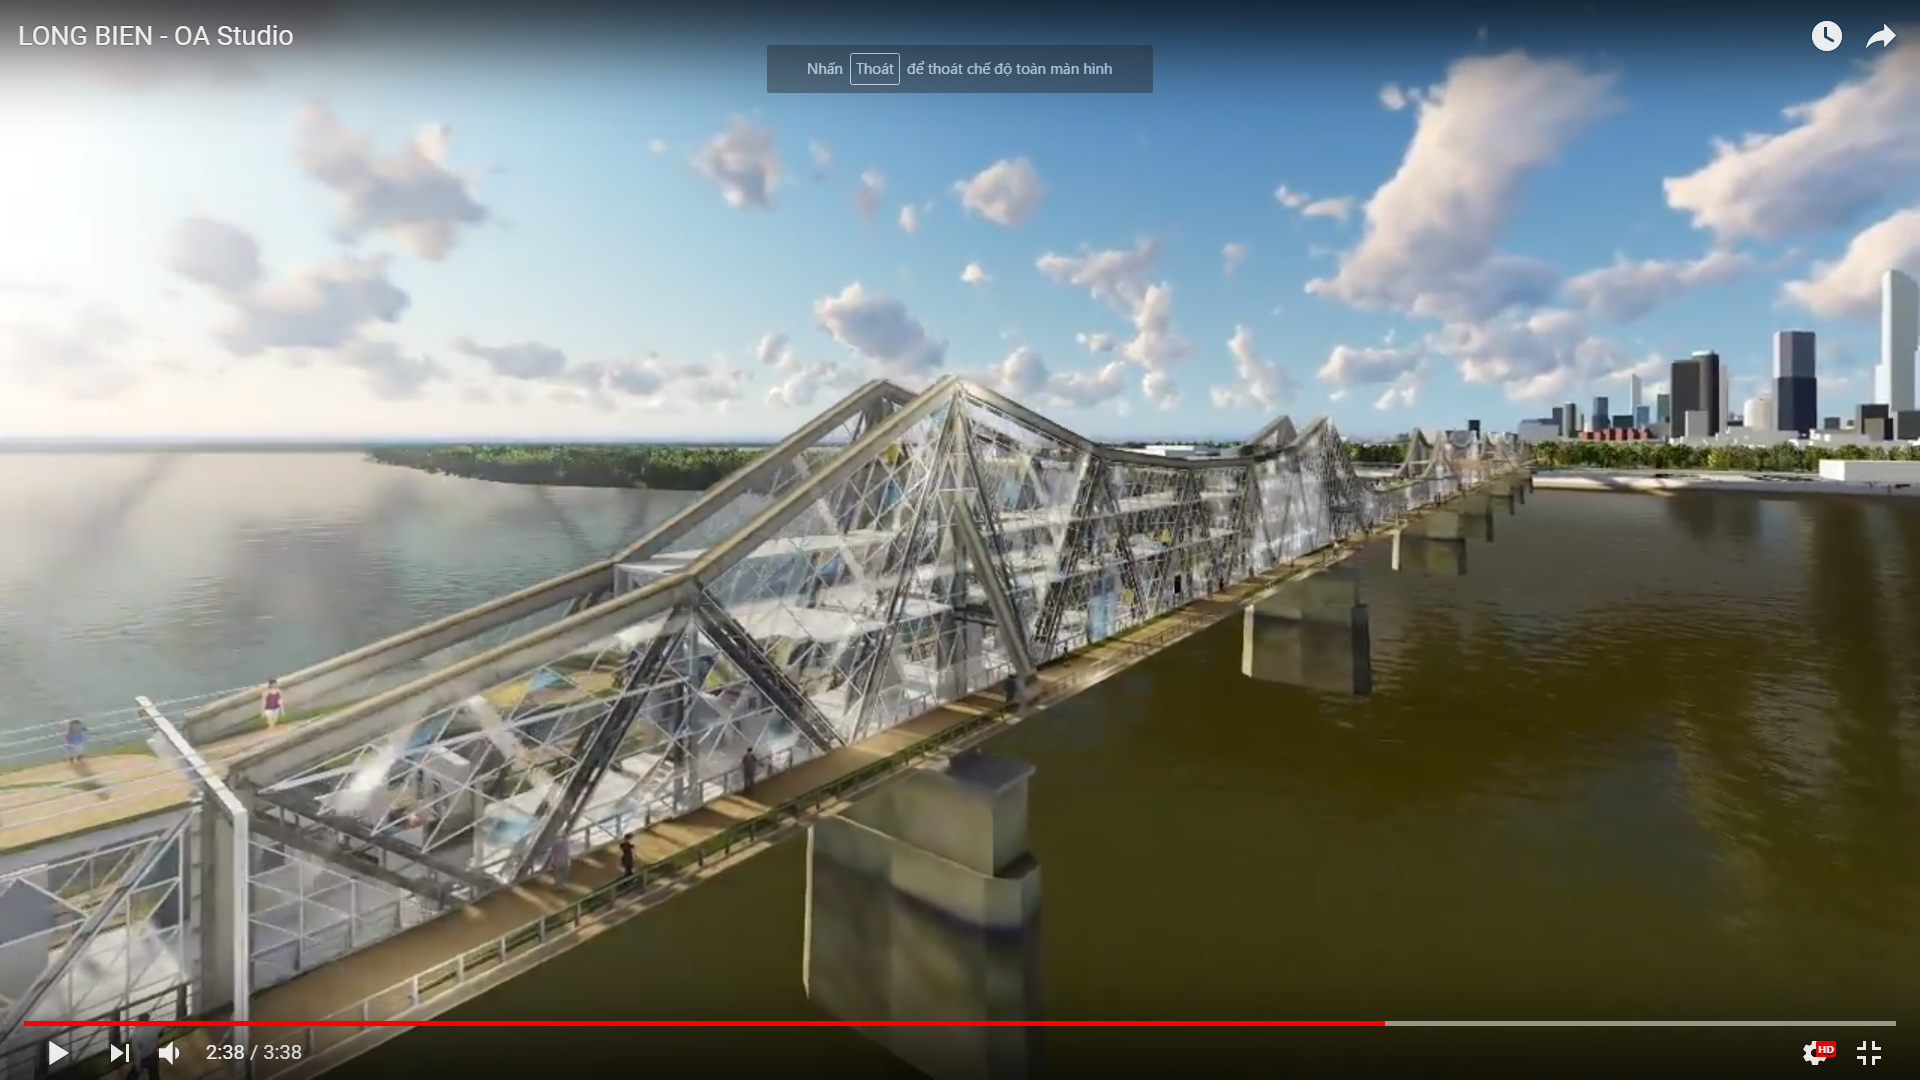 LONG BIEN - OA Studio
Nhấn Thoát để thoát chế độ toàn màn hình
2:38 / 3:38
HD